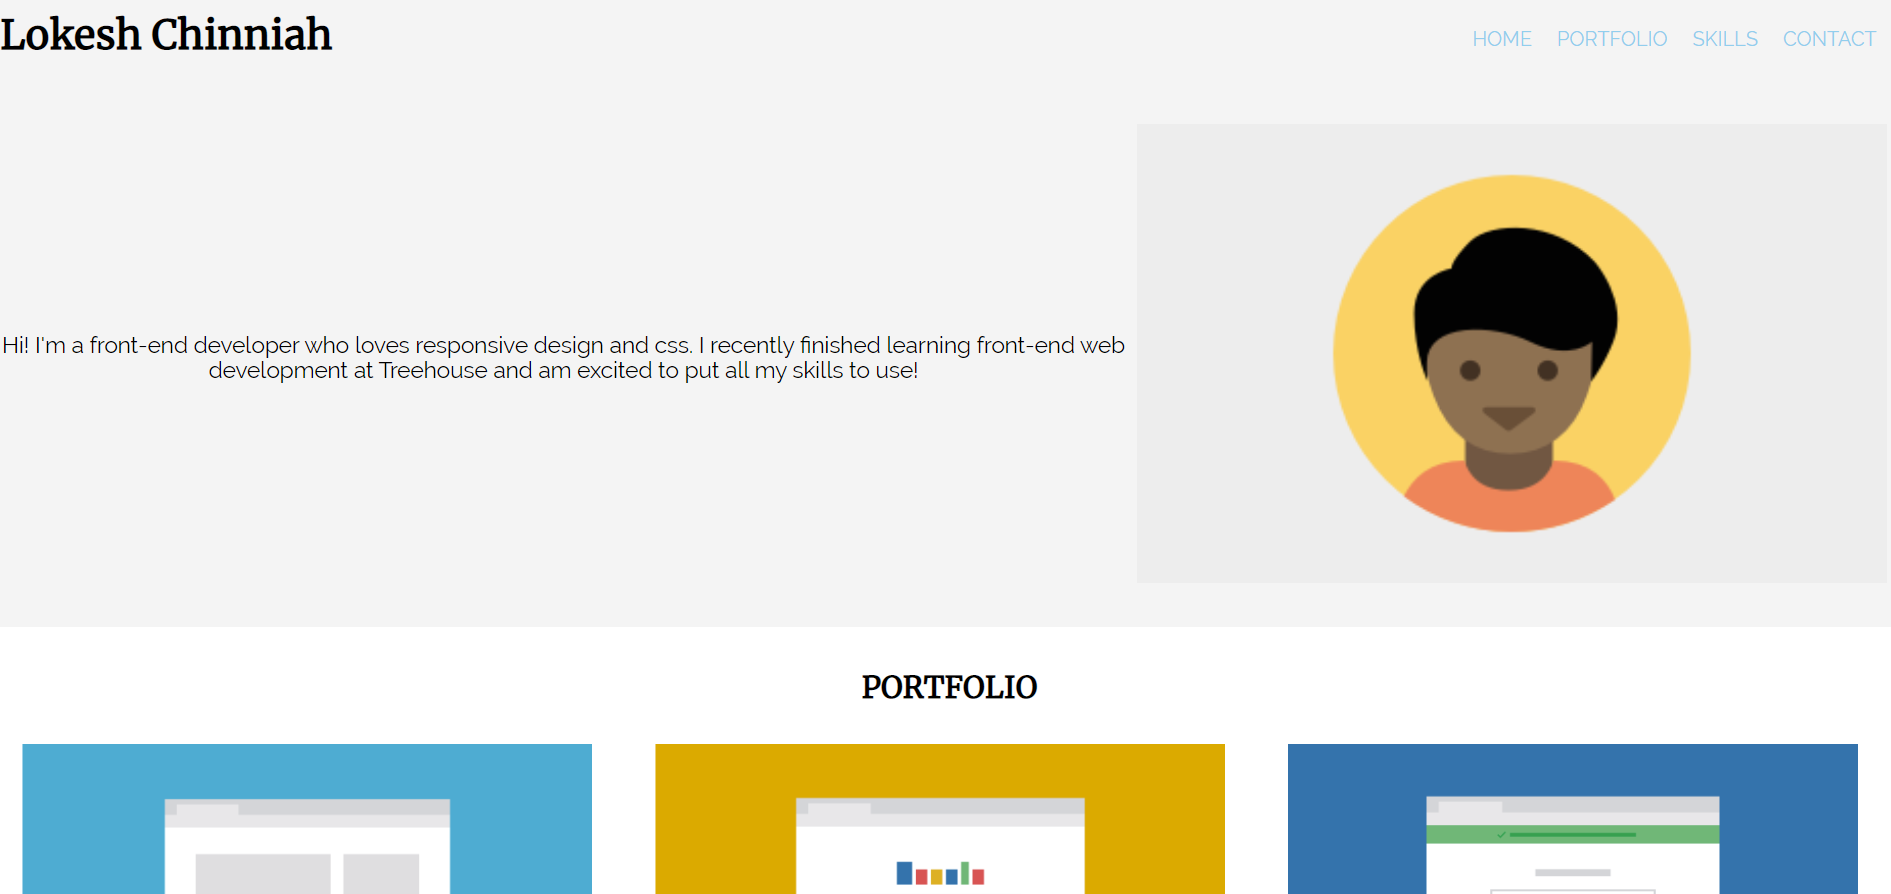 Lokesh Chinniah
HOME PORTFOLIO SKILLS CONTACT
Hi! I'm a front-end developer who loves responsive design and css. I recently finished learning front-end web
development at Treehouse and am excited to put all my skills to use!
PORTFOLIO